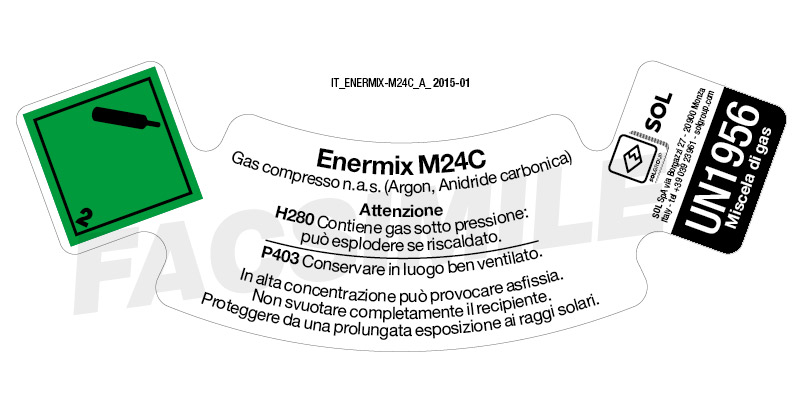 IT_ENERMIX-M24C_A_ 2015-01
Enermix M24C
Gas compresso n.a.s. (Argon, Anidride carbonica)
Attenzione
H280 Contiene gas sotto pressione:
può esplodere se riscaldato.
P403 Conservare in luogo ben ventilato.
In alta concentrazione può provocare asfissia.
Non svuotare completamente il recipiente.
Proteggere da una prolungata esposizione ai raggi solari.
FACSIMILE
2
SOL
SOLGROUP
SOL SpA via Borgazzi 27 - 20900 Monza
Italy - tel +39 039 23961 - solgroup.com
UN1956
Miscela di gas